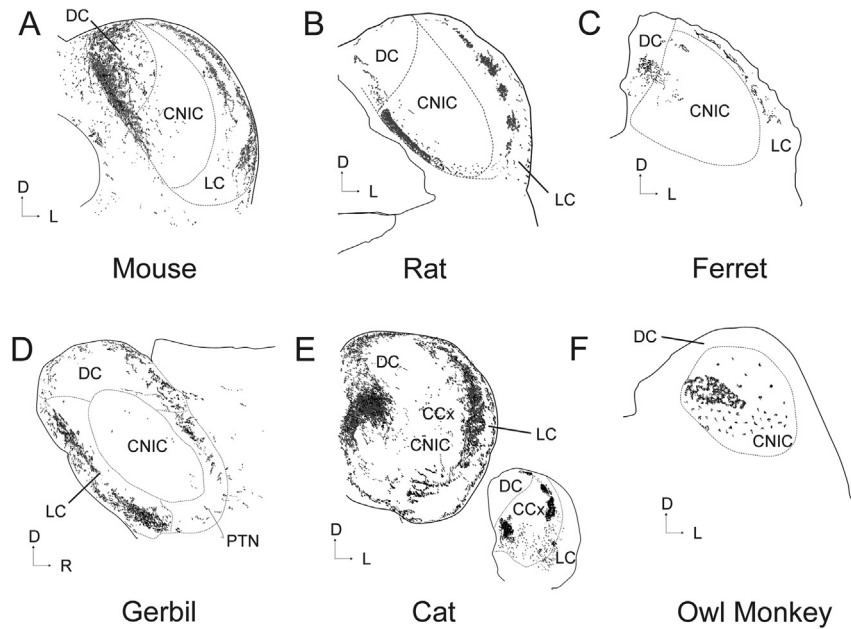 A
DC
CNIC
LC
D
L
Mouse
B
DC
CNIC
LC
D
L
Rat
C
DC
CNIC
LC
D
L
Ferret
D
DC
CNIC
LC
PTN
D
R
Gerbil
E
DC
CCx
CNIC
LC
DC
CCx
LC
D
L
Cat
F
DC
CNIC
D
L
Owl Monkey